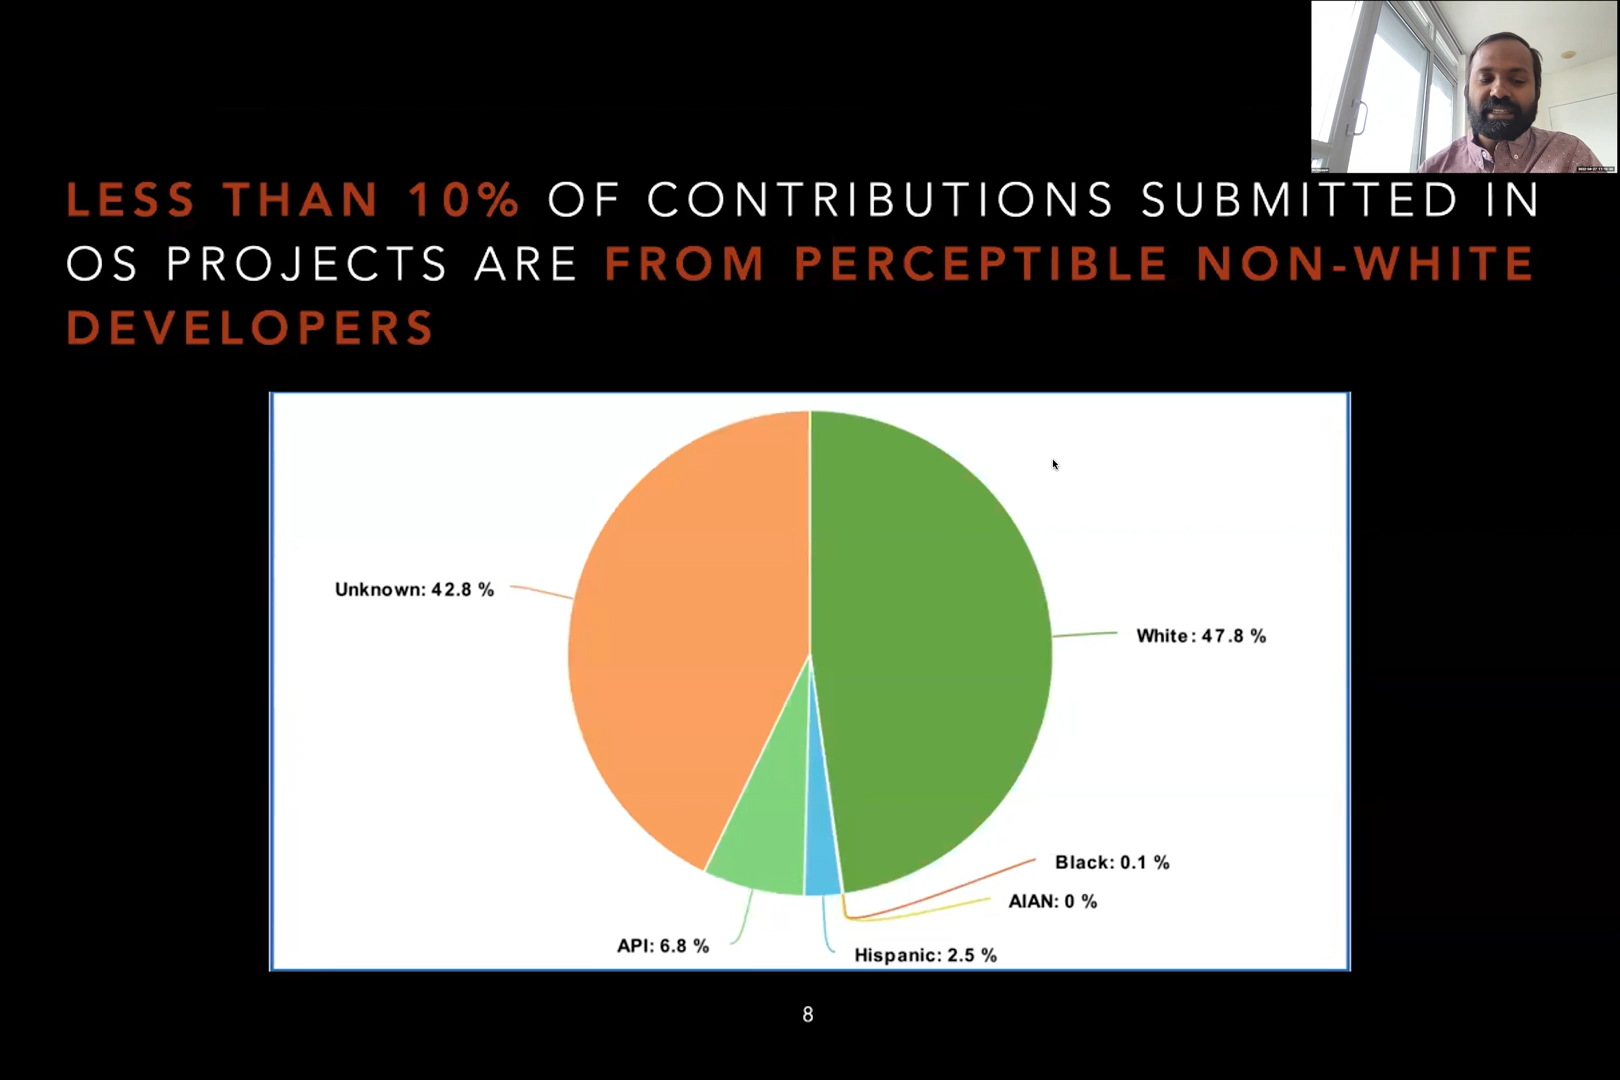 LESS THAN 10% OF CONTRIBUTIONS SUBMITTED IN
OS PROJECTS ARE FROM PERCEPTIBLE NON-WHITE
DEVELOPERS
Unknown: 42.8 %
White: 47.8 %
Black: 0.1 %
AIAN: 0 %
API: 6.8 %
Hispanic: 2.5 %
8